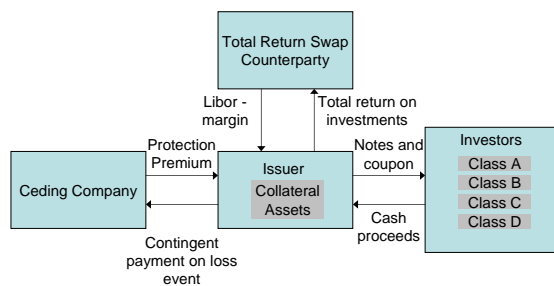 Total Return Swap
Counterparty
Libor -
margin
Total return on
investments
Protection
Premium
Notes and
coupon
Ceding Company
Issuer
Collateral
Assets
Investors
Class A
Class B
Class C
Class D
Contingent
payment on loss
event
Cash
proceeds